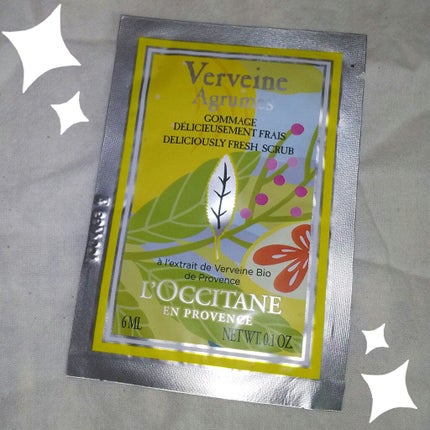 Verveine
Agrumes
GOMMAGE
DÉLICIEUSEMENT FRAIS
DELICIOUSLY FRESH SCRUB
à l'extrait de Verveine Bio
de Provence
L'OCCITANE
EN PROVENCE
6 ML NET WT. 0.1 OZ.